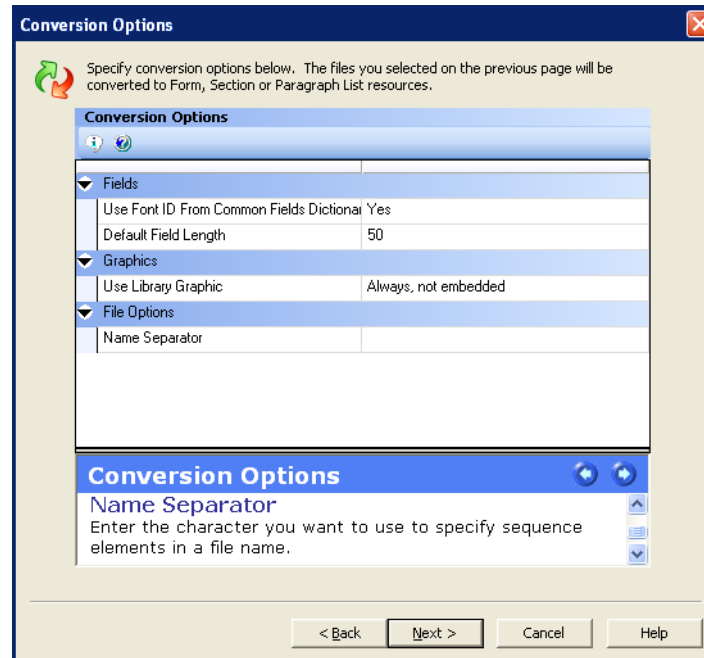 Conversion Options
Specify conversion options below. The files you selected on the previous page will be
converted to Form, Section or Paragraph List resources.
Conversion Options
Fields
Use Font ID From Common Fields Dictionar Yes
Default Field Length 50
Graphics
Use Library Graphic Always, not embedded
File Options
Name Separator
Conversion Options
Name Separator
Enter the character you want to use to specify sequence
elements in a file name.
< Back Next > Cancel Help